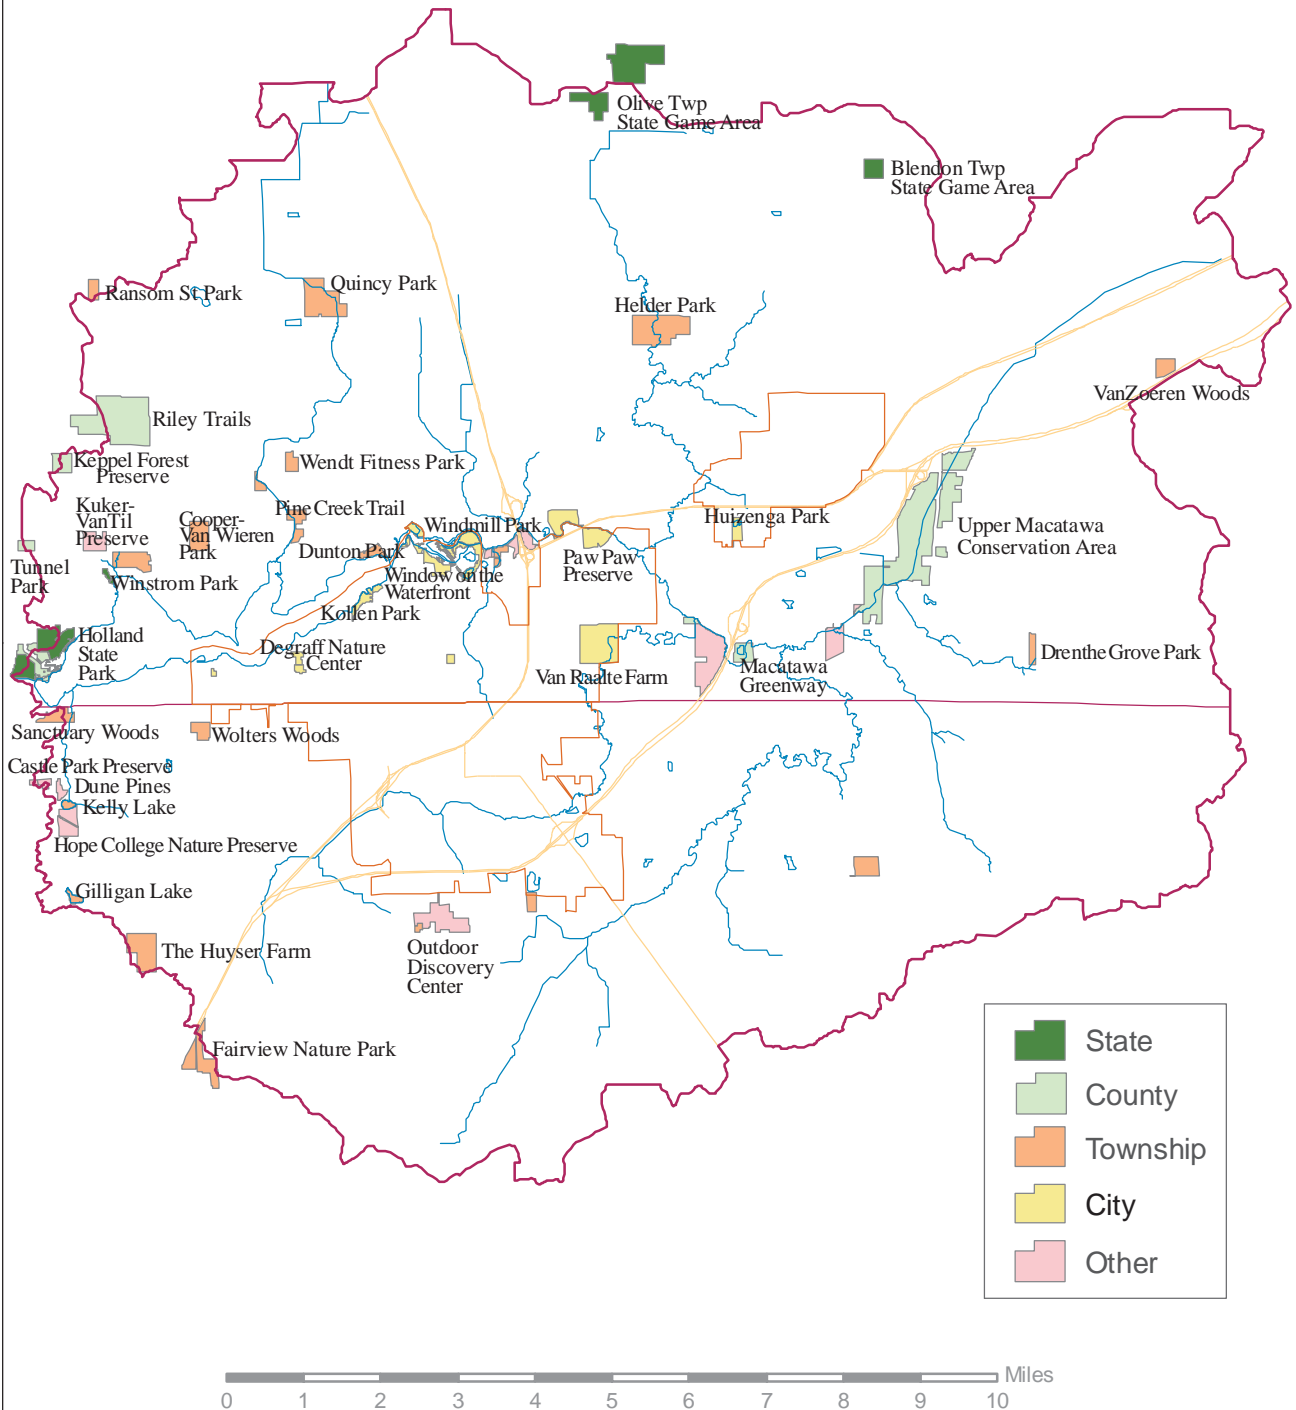 Olive Twp
State Game Area
Blendon Twp
State Game Area
Ransom St Park
Quincy Park
Helder Park
VanZoeren Woods
Riley Trails
Keppel Forest
Preserve
Wendt Fitness Park
Kuker-
VanTil
Preserve
Cooper-
Van Wieren
Park
Pine Creek Trail
Windmill Park
Huizenga Park
Upper Macatawa
Conservation Area
Dunton Park
Paw Paw
Preserve
Tunnel
Park
Winstrom Park
Window on the
Waterfront
Kollen Park
Holland
State
Park
Degraff Nature
Center
Van Raalte Farm
Macatawa
Greenway
Drenthe Grove Park
Sanctuary Woods
Wolters Woods
Castle Park Preserve
Dune Pines
Kelly Lake
Hope College Nature Preserve
Gilligan Lake
The Huyser Farm
Outdoor
Discovery
Center
Fairview Nature Park
State
County
Township
City
Other
Miles
0 1 2 3 4 5 6 7 8 9 10